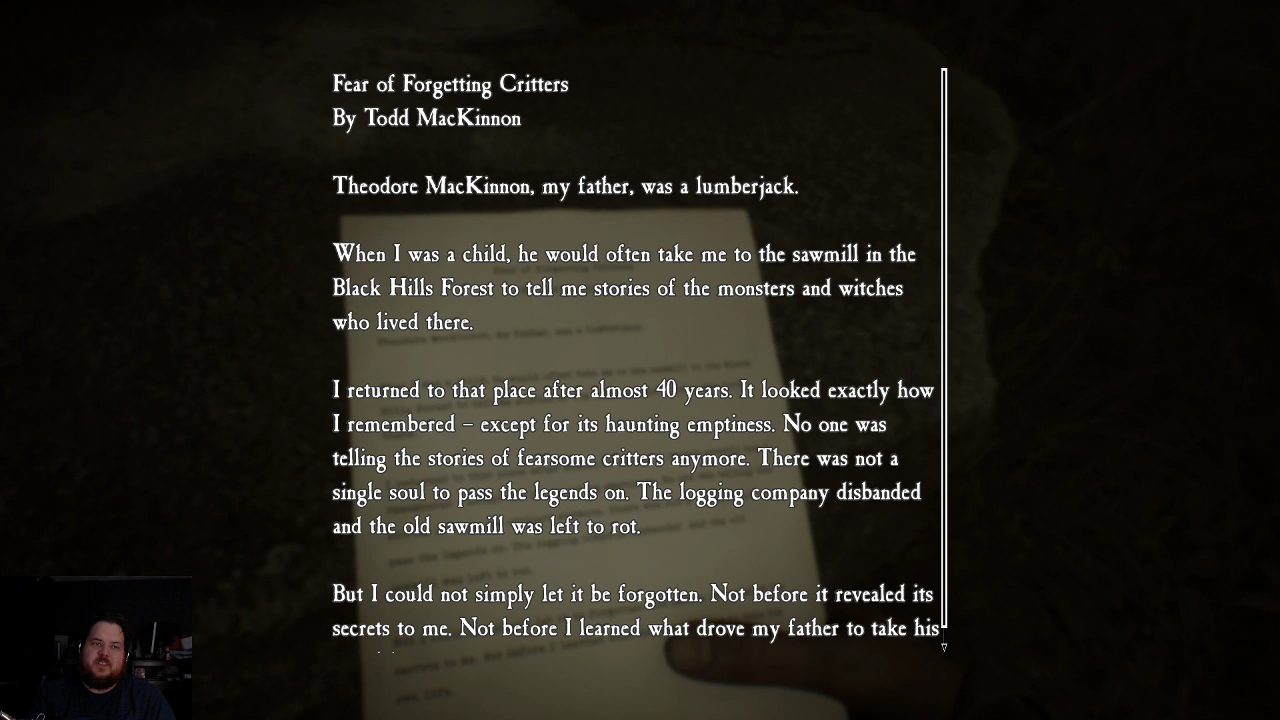 Fear of Forgetting Critters
By Todd MacKinnon
Theodore MacKinnon, my father, was a lumberjack.
When I was a child, he would often take me to the sawmill in the
Black Hills Forest to tell me stories of the monsters and witches
who lived there.
I returned to that place after almost 40 years. It looked exactly how
I remembered – except for its haunting emptiness. No one was
telling the stories of fearsome critters anymore. There was not a
single soul to pass the legends on. The logging company disbanded
and the old sawmill was left to rot.
But I could not simply let it be forgotten. Not before it revealed its
secrets to me. Not before I learned what drove my father to take his